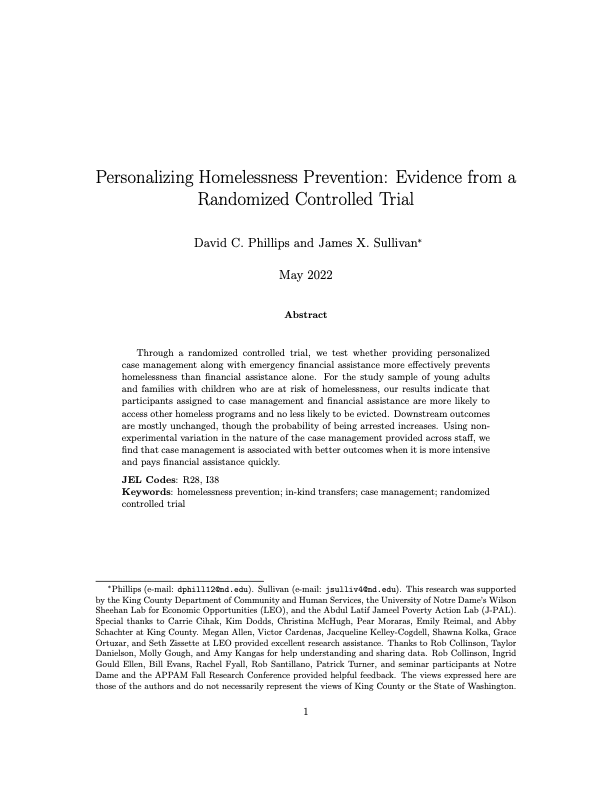 Personalizing Homelessness Prevention: Evidence from a
Randomized Controlled Trial
David C. Phillips and James X. Sullivan*
May 2022
Abstract
Through a randomized controlled trial, we test whether providing personalized
case management along with emergency financial assistance more effectively prevents
homelessness than financial assistance alone. For the study sample of young adults
and families with children who are at risk of homelessness, our results indicate that
participants assigned to case management and financial assistance are more likely to
access other homeless programs and no less likely to be evicted. Downstream outcomes
are mostly unchanged, though the probability of being arrested increases. Using non-
experimental variation in the nature of the case management provided across staff, we
find that case management is associated with better outcomes when it is more intensive
and pays financial assistance quickly.
JEL Codes: R28, I38
Keywords: homelessness prevention; in-kind transfers; case management; randomized
controlled trial
*Phillips (e-mail: dphill12@nd.edu). Sullivan (e-mail: jsulliv4@nd.edu). This research was supported
by the King County Department of Community and Human Services, the University of Notre Dame's Wilson
Sheehan Lab for Economic Opportunities (LEO), and the Abdul Latif Jameel Poverty Action Lab (J-PAL).
Special thanks to Carrie Cihak, Kim Dodds, Christina McHugh, Pear Moraras, Emily Reimal, and Abby
Schachter at King County. Megan Allen, Victor Cardenas, Jacqueline Kelley-Cogdell, Shawna Kolka, Grace
Ortuzar, and Seth Zissette at LEO provided excellent research assistance. Thanks to Rob Collinson, Taylor
Danielson, Molly Gough, and Amy Kangas for help understanding and sharing data. Rob Collinson, Ingrid
Gould Ellen, Bill Evans, Rachel Fyall, Rob Santillano, Patrick Turner, and seminar participants at Notre
Dame and the APPAM Fall Research Conference provided helpful feedback. The views expressed here are
those of the authors and do not necessarily represent the views of King County or the State of Washington.
1